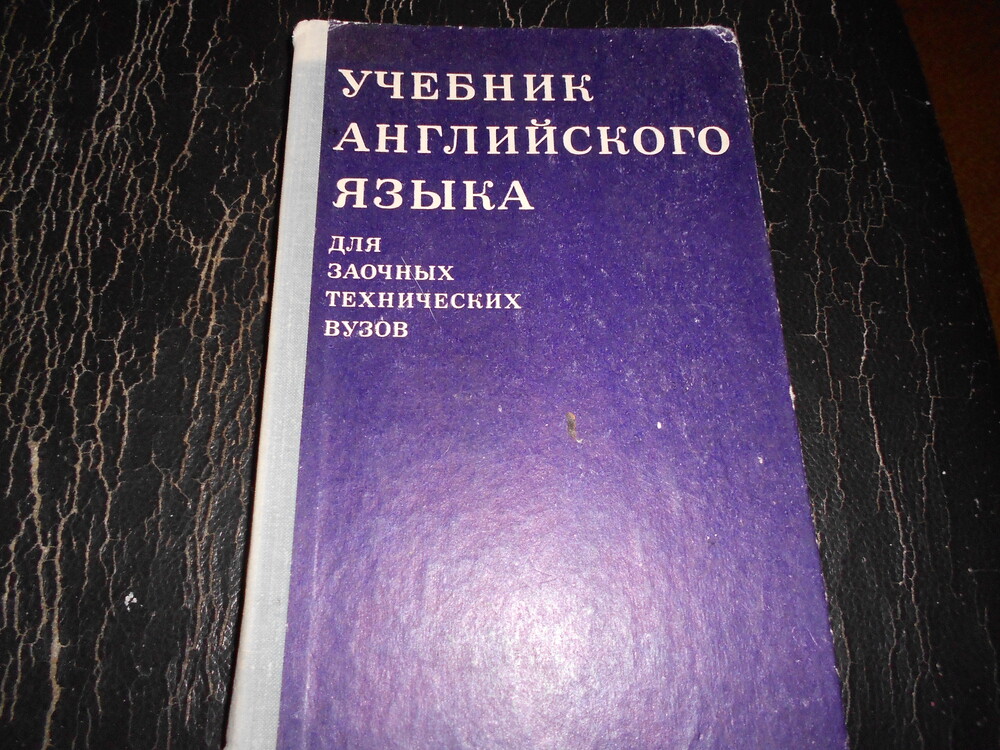 УЧЕБНИК
АНГЛИЙСКОГО
ЯЗЫКА
ДЛЯ
ЗАОЧНЫХ
ТЕХНИЧЕСКИХ
ВУЗОВ